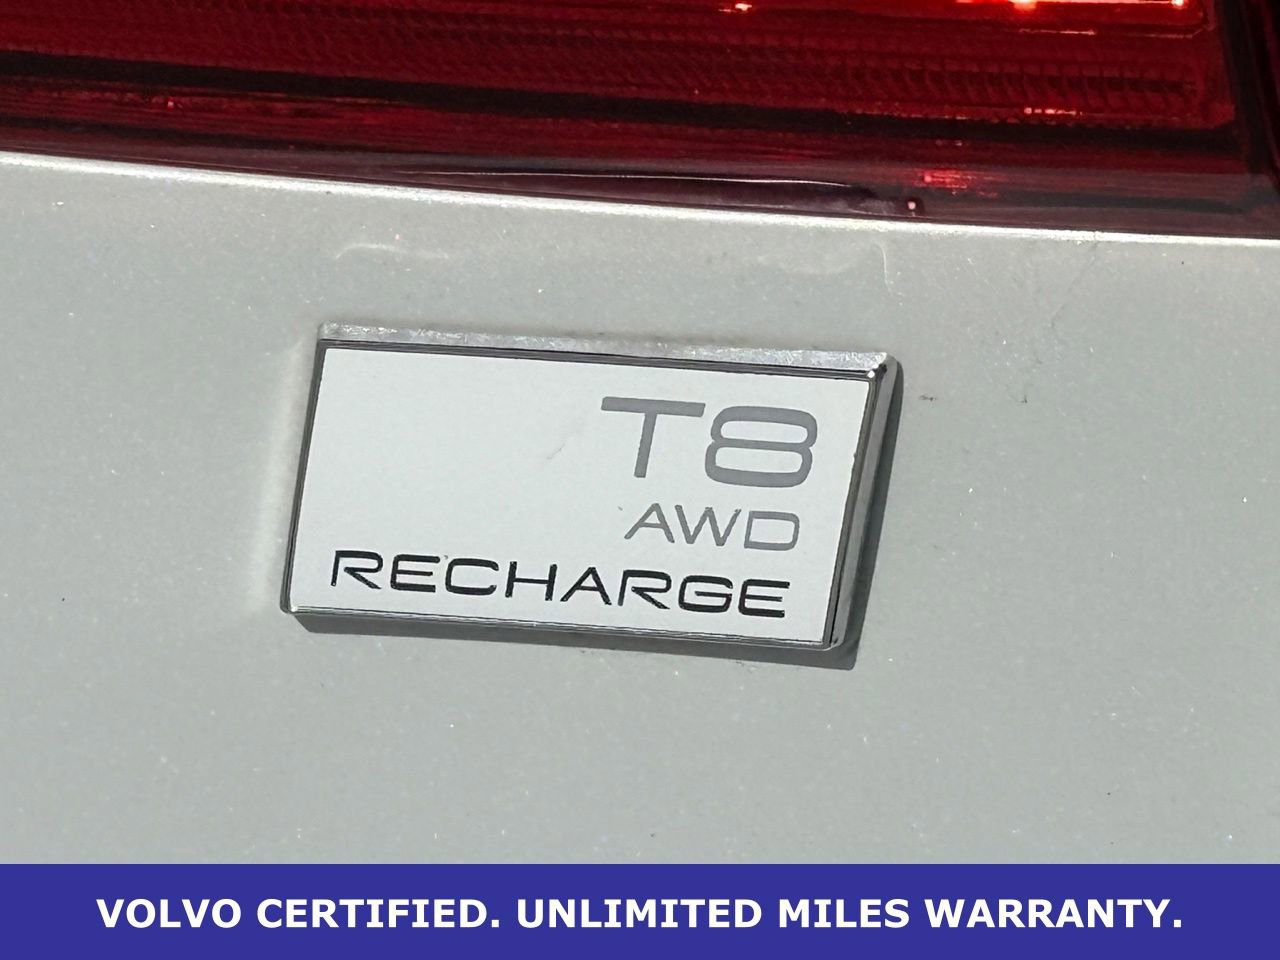 T8
AWD
RECHARGE
VOLVO CERTIFIED. UNLIMITED MILES WARRANTY.